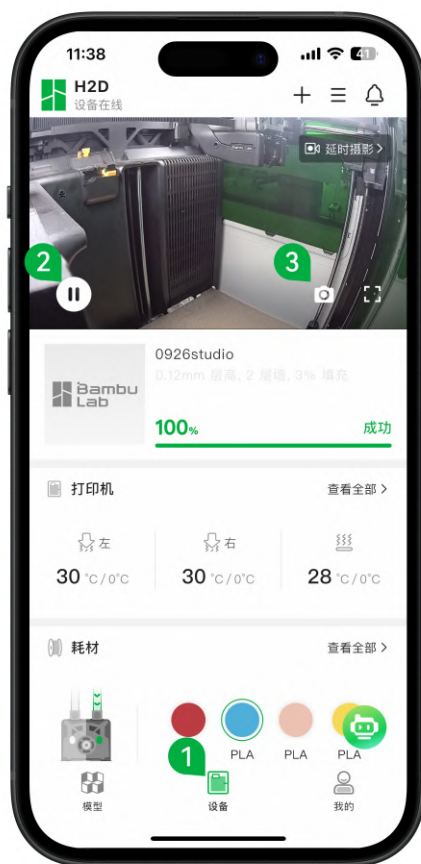 11:38
41
H2D
设备在线
延时摄影
2
3
0926studio
0.12mm 层高, 2 层墙, 3% 填充
Bambu
Lab
100%
成功
打印机
查看全部
左
右
30 °C/0°C
30 °C/0°C
28 °C/0°C
耗材
查看全部
1
PLA
PLA
PLA
模型
设备
我的